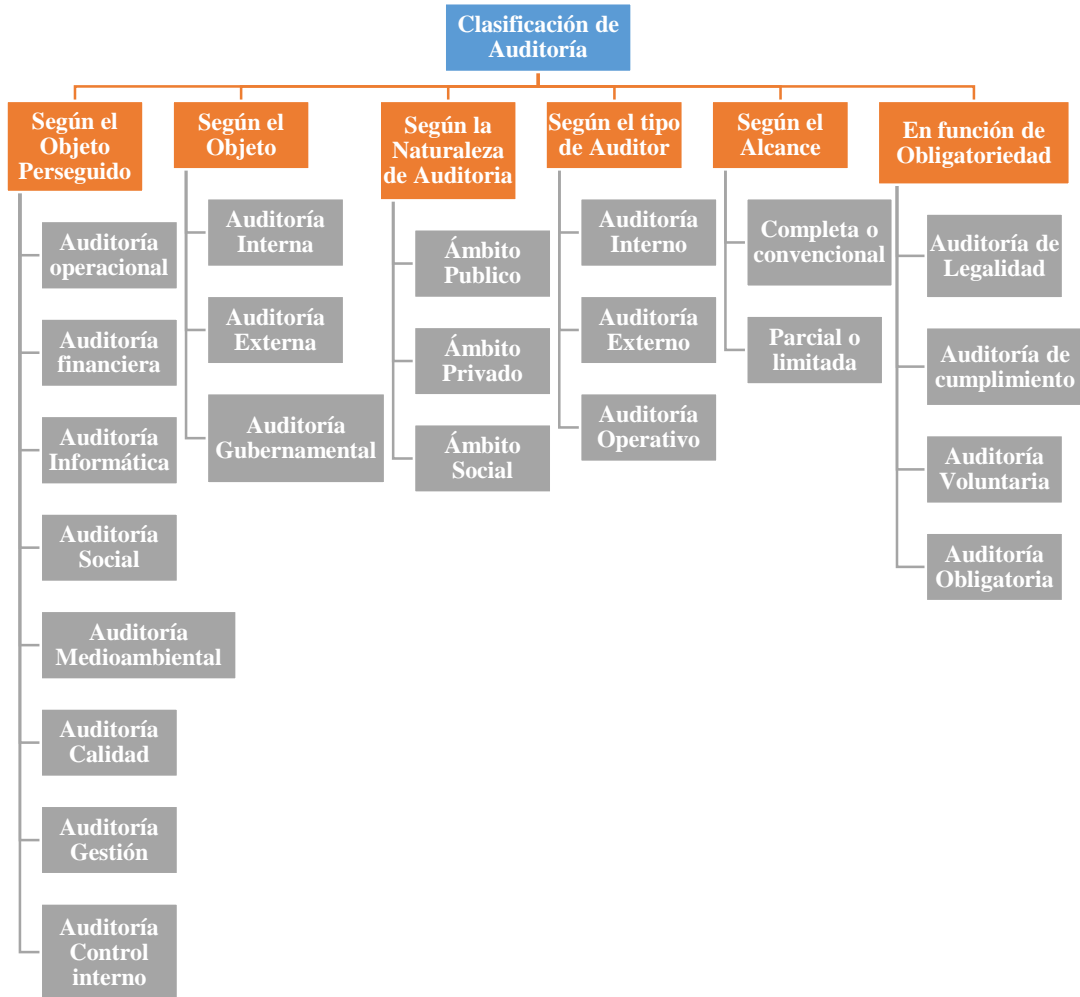 Clasificación de
Auditoría
Según el
Objeto
Perseguido
Auditoría
operacional
Auditoría
financiera
Auditoría
Informática
Auditoría
Social
Auditoría
Medioambiental
Auditoría
Calidad
Auditoría
Gestión
Auditoría
Control
interno
Según el
Objeto
Auditoría
Interna
Auditoría
Externa
Auditoría
Gubernamental
Según la
Naturaleza
de Auditoria
Ámbito
Publico
Ámbito
Privado
Ámbito
Social
Según el tipo
de Auditor
Auditoría
Interno
Auditoría
Externo
Auditoría
Operativo
Según el
Alcance
Completa o
convencional
Parcial o
limitada
En función de
Obligatoriedad
Auditoría de
Legalidad
Auditoría de
cumplimiento
Auditoría
Voluntaria
Auditoría
Obligatoria